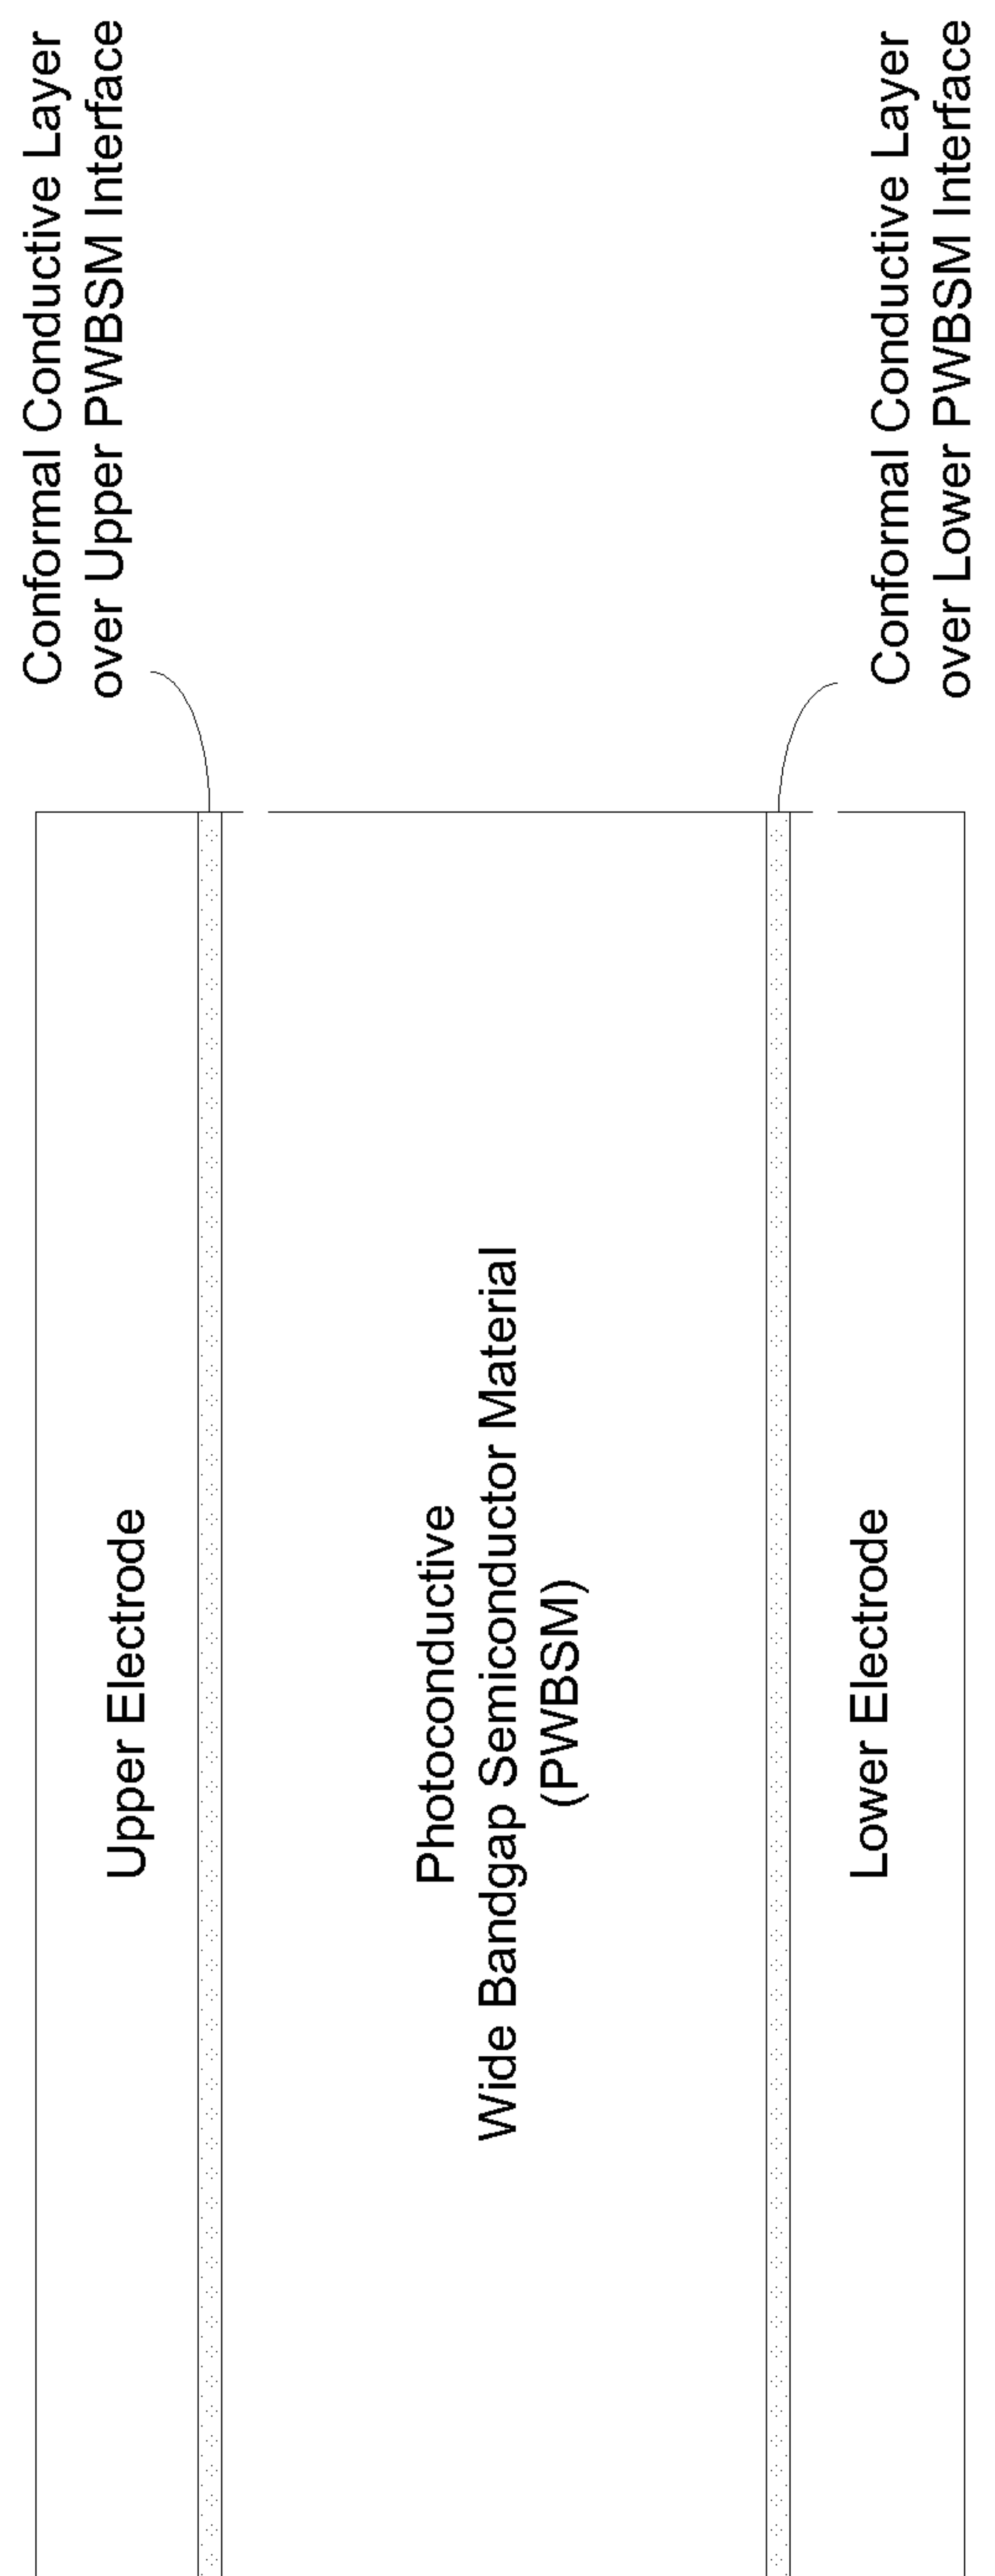 Conformal Conductive Layer
over Upper PWBSM Interface
Upper Electrode
Photoconductive
Wide Bandgap Semiconductor Material
(PWBSM)
Lower Electrode
Conformal Conductive Layer
over Lower PWBSM Interface